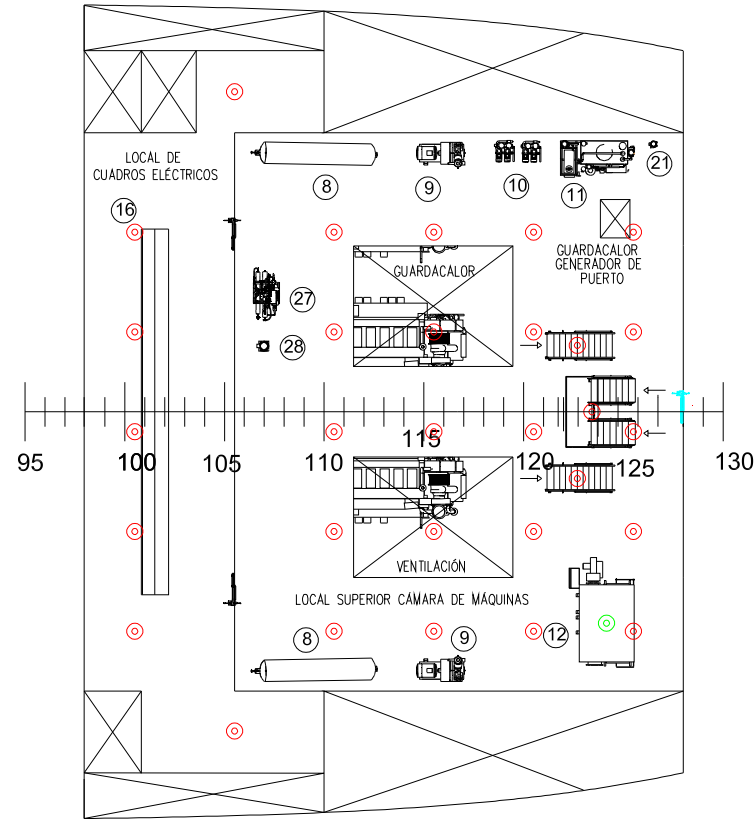 LOCAL DE
CUADROS ELÉCTRICOS
8
9
10
11
21
16
GUARDACALOR
GUARDACALOR
GENERADOR DE
PUERTO
27
28
95
100
105
110
115
120
125
130
VENTILACIÓN
LOCAL SUPERIOR CÁMARA DE MÁQUINAS
8
9
12